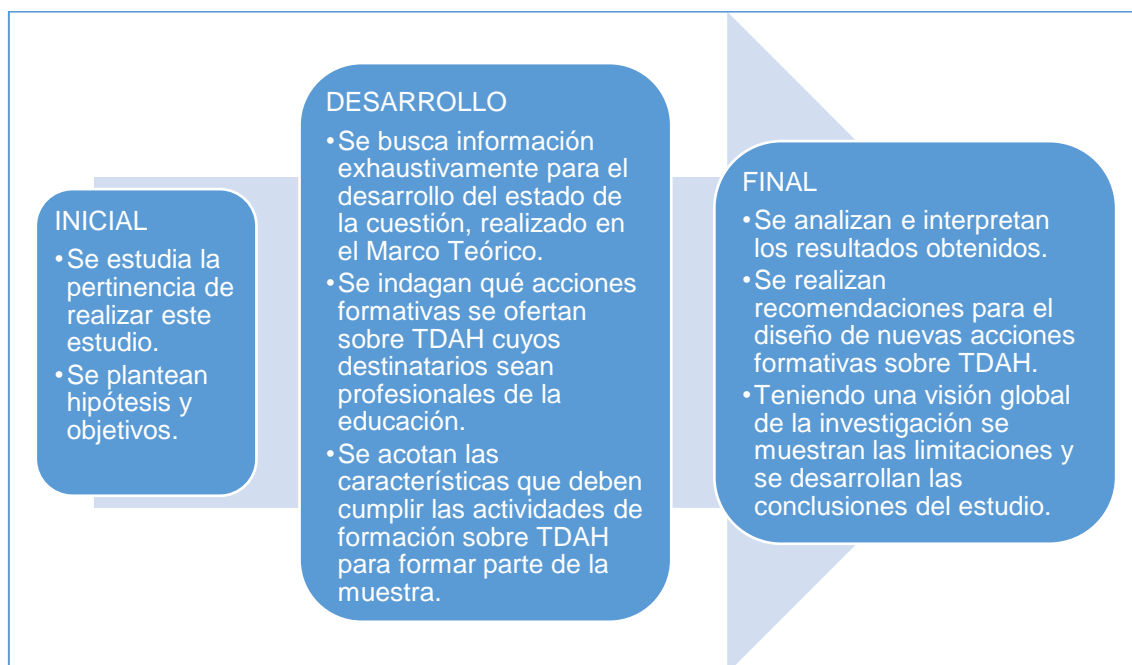 INICIAL
•Se estudia la
pertinencia de
realizar este
estudio.
•Se plantean
hipótesis y
objetivos.
DESARROLLO
•Se busca información
exhaustivamente para el
desarrollo del estado de
la cuestión, realizado en
el Marco Teórico.
•Se indagan qué acciones
formativas se ofertan
sobre TDAH cuyos
destinatarios sean
profesionales de la
educación.
•Se acotan las
características que deben
cumplir las actividades de
formación sobre TDAH
para formar parte de la
muestra.
FINAL
•Se analizan e interpretan
los resultados obtenidos.
•Se realizan
recomendaciones para el
diseño de nuevas acciones
formativas sobre TDAH.
•Teniendo una visión global
de la investigación se
muestran las limitaciones y
se desarrollan las
conclusiones del estudio.